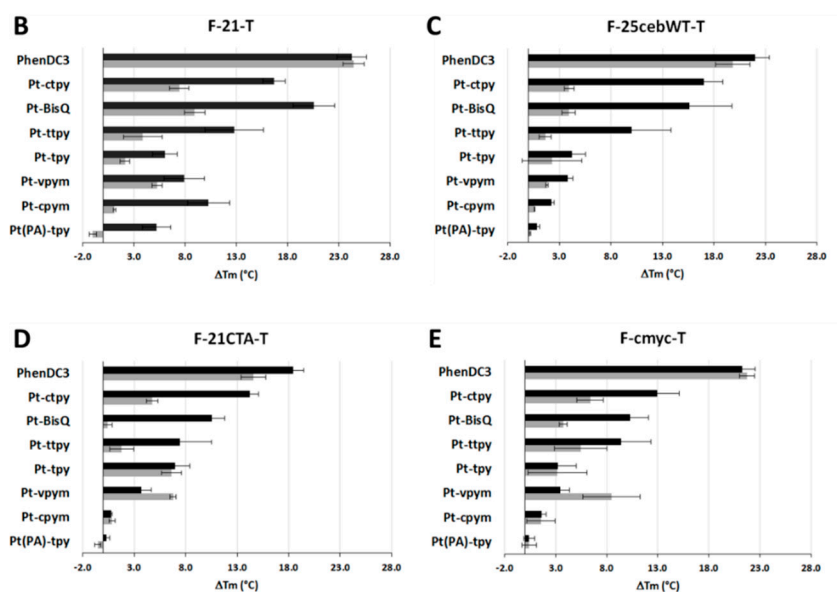 B
F-21-T
PhenDC3
Pt-ctpy
Pt-BisQ
Pt-ttpy
Pt-tpy
Pt-vpym
Pt-cpym
Pt(PA)-tpy
-2.0 3.0 8.0 13.0 18.0 23.0 28.0
ΔTm (°C)
C
F-25cebWT-T
PhenDC3
Pt-ctpy
Pt-BisQ
Pt-ttpy
Pt-tpy
Pt-vpym
Pt-cpym
Pt(PA)-tpy
-2.0 3.0 8.0 13.0 18.0 23.0 28.0
ΔTm (°C)
D
F-21CTA-T
PhenDC3
Pt-ctpy
Pt-BisQ
Pt-ttpy
Pt-tpy
Pt-vpym
Pt-cpym
Pt(PA)-tpy
-2.0 3.0 8.0 13.0 18.0 23.0 28.0
ΔTm (°C)
E
F-cmyc-T
PhenDC3
Pt-ctpy
Pt-BisQ
Pt-ttpy
Pt-tpy
Pt-vpym
Pt-cpym
Pt(PA)-tpy
-2.0 3.0 8.0 13.0 18.0 23.0 28.0
ΔTm (°C)